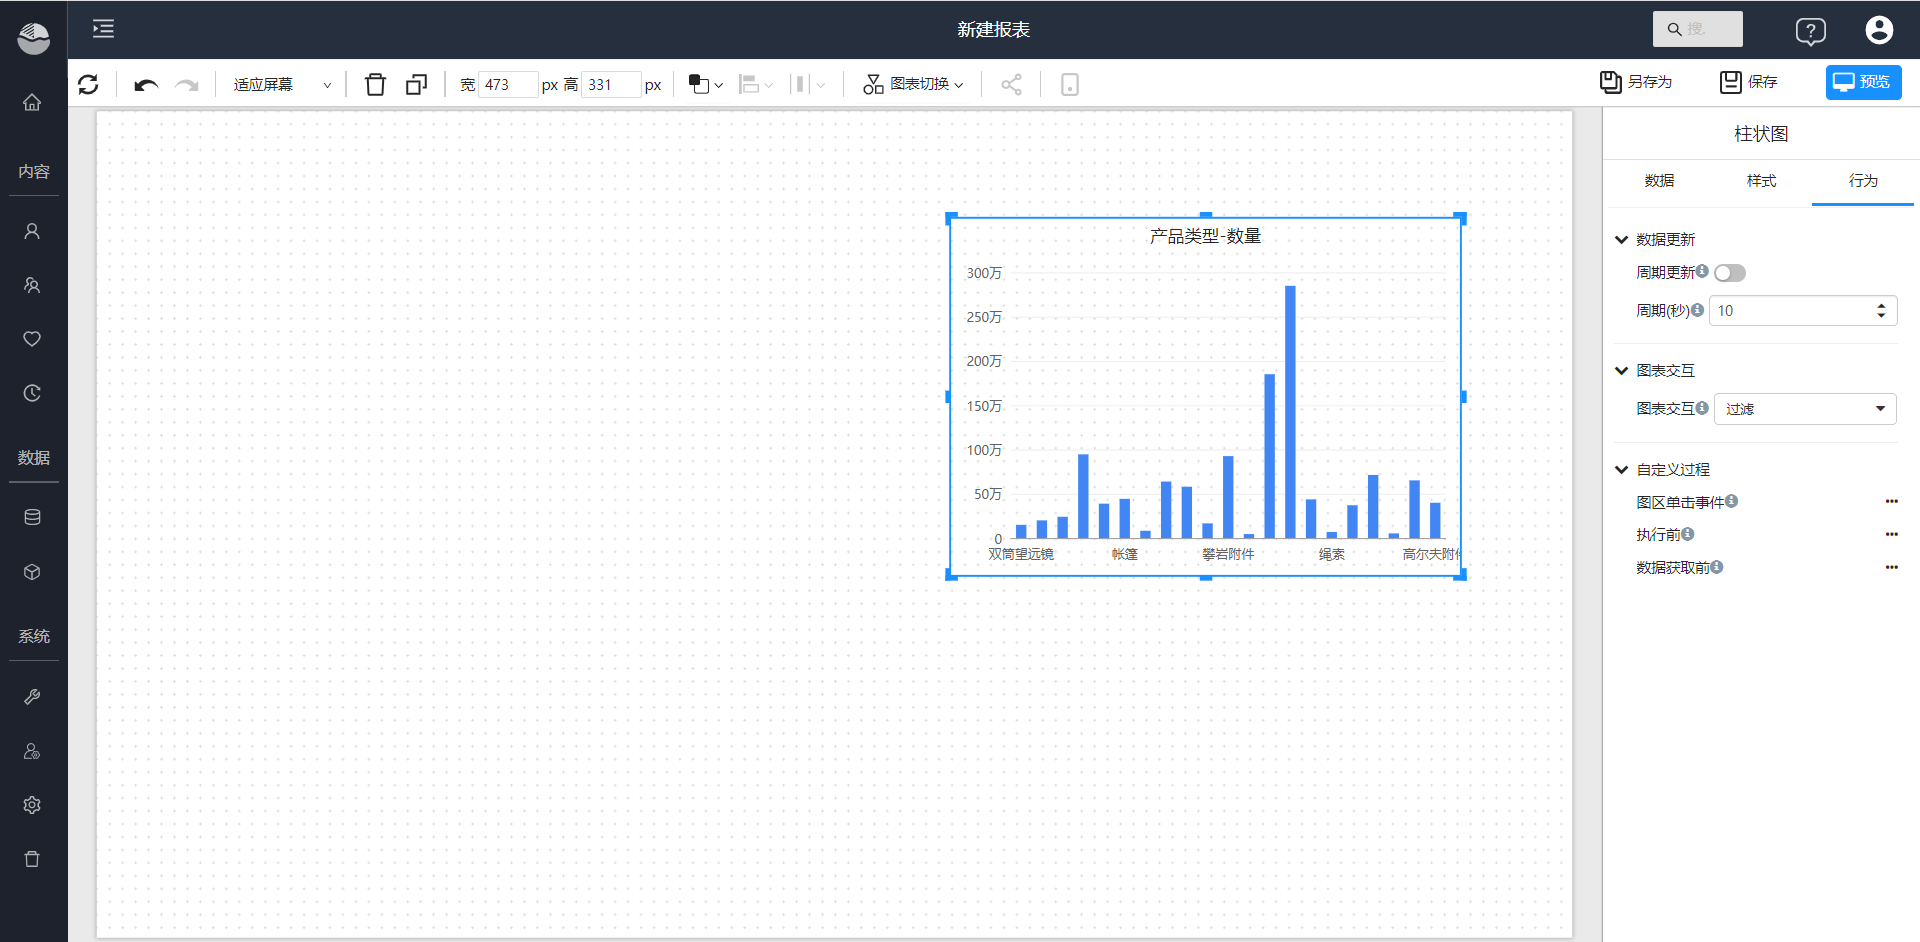 新建报表
搜.
适应屏幕
宽 473 px 高 331 px
图表切换
另存为
保存
预览
内容
数据
系统
产品类型-数量
300万
250万
200万
150万
100万
50万
0
双筒望远镜 帐篷 攀岩附件 绳索 高尔夫附件
柱状图
数据 样式 行为
数据更新
周期更新
周期(秒) 10
图表交互
图表交互 过滤
自定义过程
图区单击事件
执行前
数据获取前